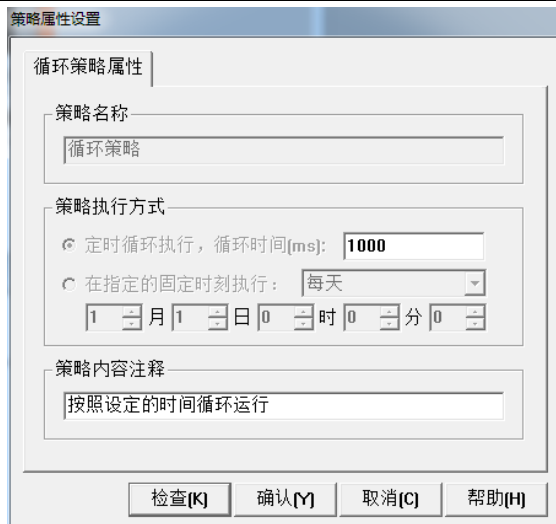 策略属性设置
循环策略属性
策略名称
循环策略
策略执行方式
定时循环执行，循环时间(ms): 1000
在指定的固定时刻执行： 每天
1 月 1 日 0 时 0 分 0
策略内容注释
按照设定的时间循环运行
检查(K) 确认(Y) 取消(C) 帮助(H)